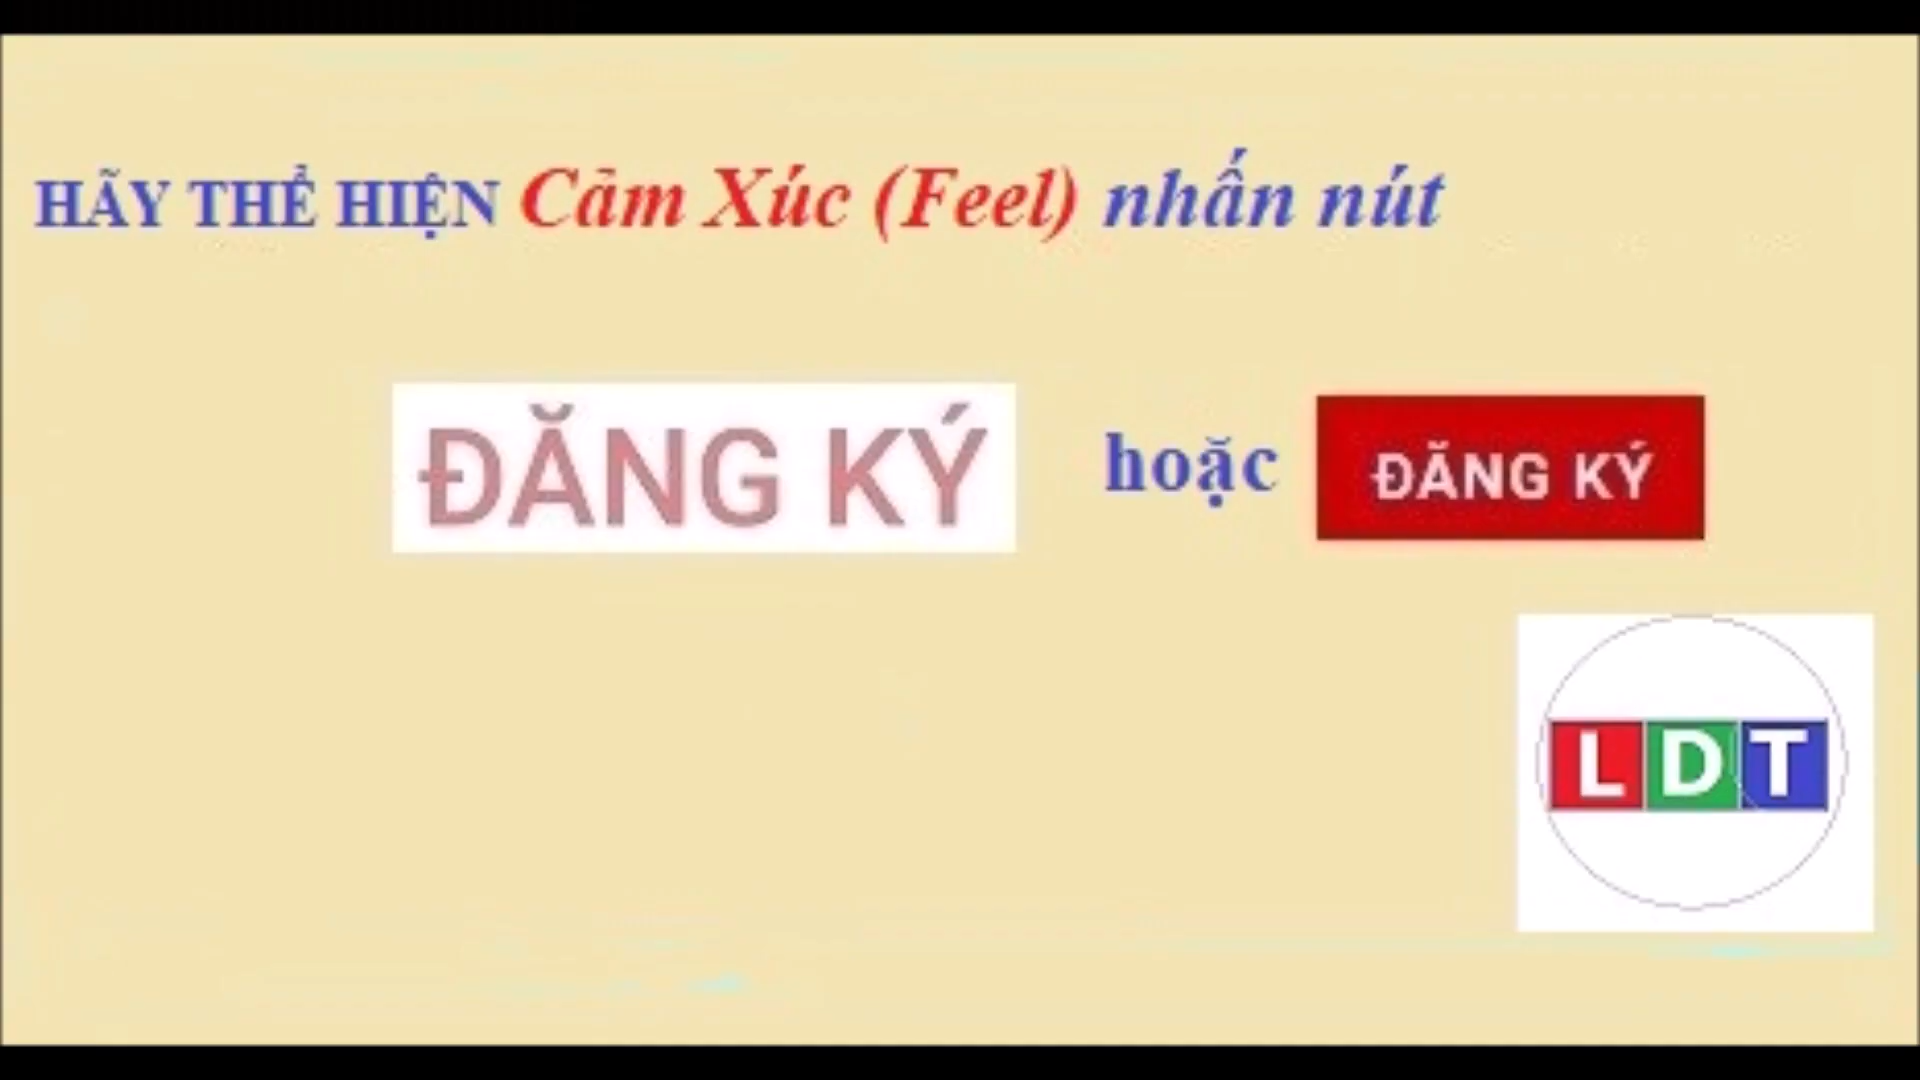 HÃY THỂ HIỆN Cảm Xúc (Feel) nhấn nút
ĐĂNG KÝ hoặc ĐĂNG KÝ
LDT